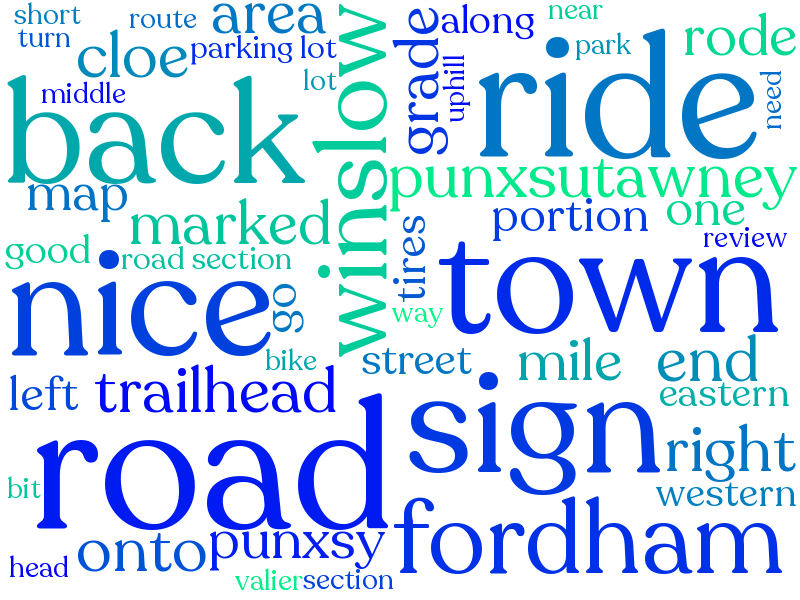 short
route
area
turn
cloe
parking lot
lot
middle
back
map
marked
winslow
grade
along
uphill
near
park
rode
ride
need
punxsutawney
portion
one
review
good
road section
nice
go
bike
tires
way
town
street
mile
end
eastern
left
trailhead
sign
right
western
road
bit
onto
punxsy
fordham
head
valier
section